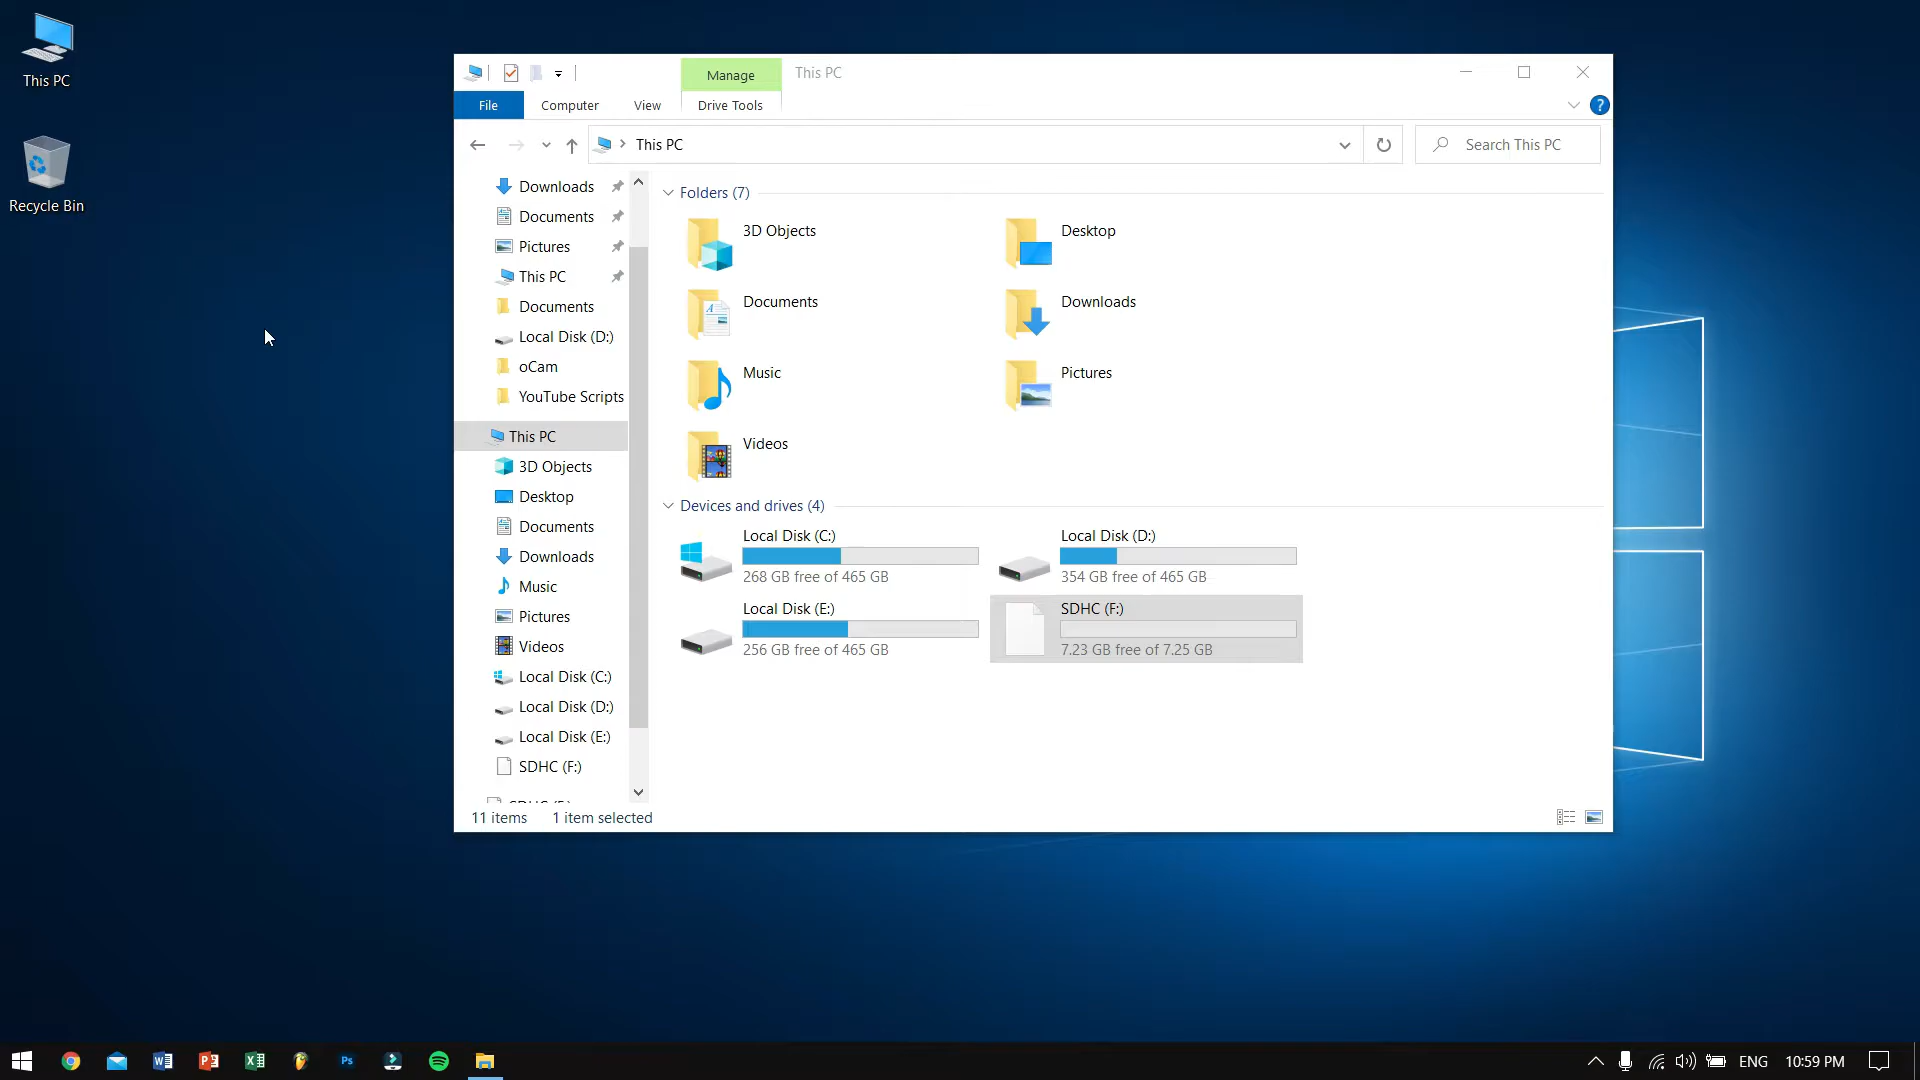 This PC
Recycle Bin
Manage
This PC
File
Computer
View
Drive Tools
?
This PC
Search This PC
Downloads
Documents
Pictures
This PC
Documents
Local Disk (D:)
oCam
YouTube Scripts
This PC
3D Objects
Desktop
Documents
Downloads
Music
Pictures
Videos
Local Disk (C:)
Local Disk (D:)
Local Disk (E:)
SDHC (F:)
Folders (7)
3D Objects
Desktop
Documents
Downloads
Music
Pictures
Videos
Devices and drives (4)
Local Disk (C:)
268 GB free of 465 GB
Local Disk (D:)
354 GB free of 465 GB
Local Disk (E:)
256 GB free of 465 GB
SDHC (F:)
7.23 GB free of 7.25 GB
11 items
1 item selected
Ps
ENG
10:59 PM